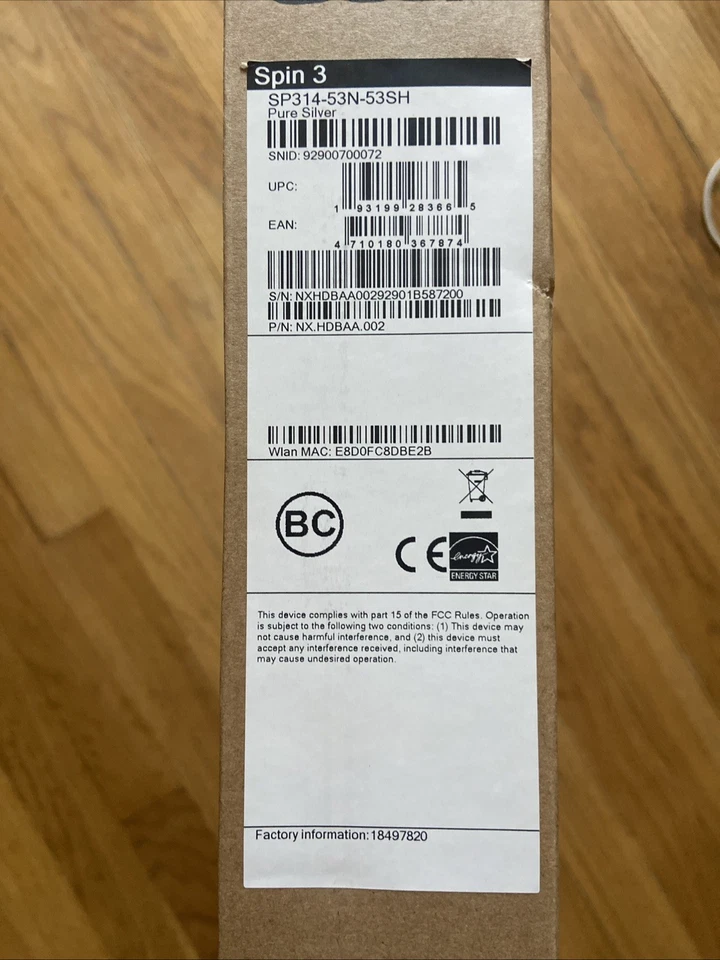 Spin 3
SP314-53N-53SH
Pure Silver
SNID: 92900700072
UPC:
1 93199 28366 5
EAN:
4 710180 367874
S/N: NXHDBAA00292901B587200
P/N: NX.HDBAA.002
Wlan MAC: E8D0FC8DBE2B
BC
CE
energy
ENERGY STAR
This device complies with part 15 of the FCC Rules. Operation
is subject to the following two conditions: (1) This device may
not cause harmful interference, and (2) this device must
accept any interference received, including interference that
may cause undesired operation.
Factory information: 18497820